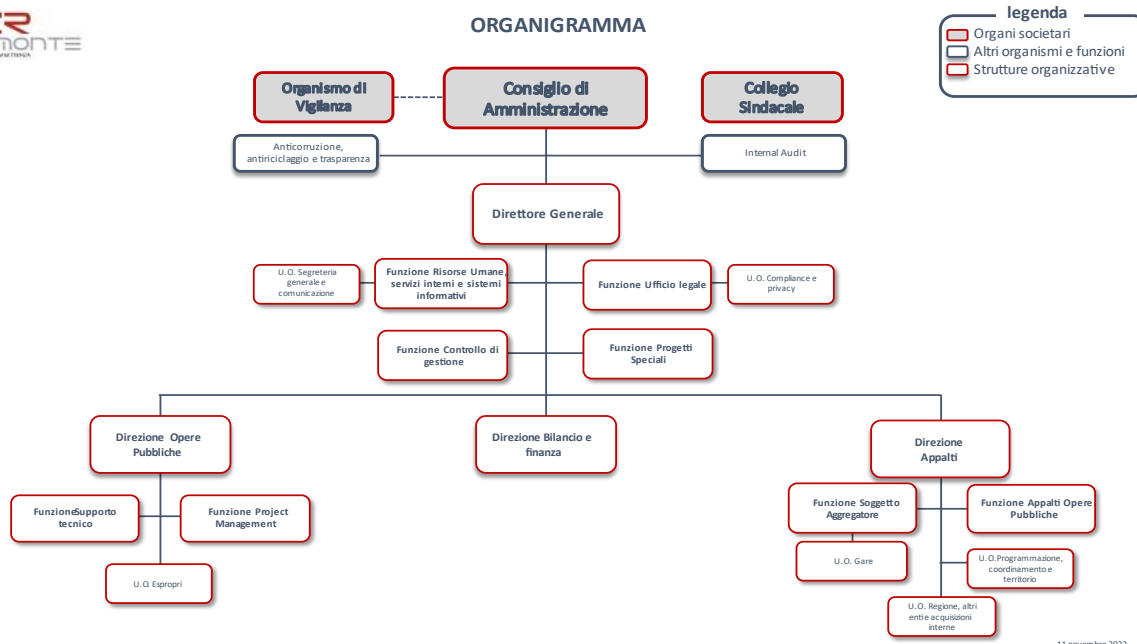 ORGANIGRAMMA
legenda
Organi societari
Altri organismi e funzioni
Strutture organizzative
Organismo di
Vigilanza
Consiglio di
Amministrazione
Collegio
Sindacale
Anticorruzione,
antiriciclaggio e trasparenza
Internal Audit
Direttore Generale
U.O. Segreteria
generale e
comunicazione
Funzione Risorse Umane,
servizi interni e sistemi
informativi
Funzione Ufficio legale
U.O. Compliance e
privacy
Funzione Controllo di
gestione
Funzione Progetti
Speciali
Direzione Opere
Pubbliche
Direzione Bilancio e
finanza
Direzione
Appalti
FunzioneSupporto
tecnico
Funzione Project
Management
Funzione Soggetto
Aggregatore
Funzione Appalti Opere
Pubbliche
U.O. Espropri
U.O. Gare
U.O.Programmazione,
coordinamento e
territorio
U.O. Regione, altri
enti e acquisizioni
interne